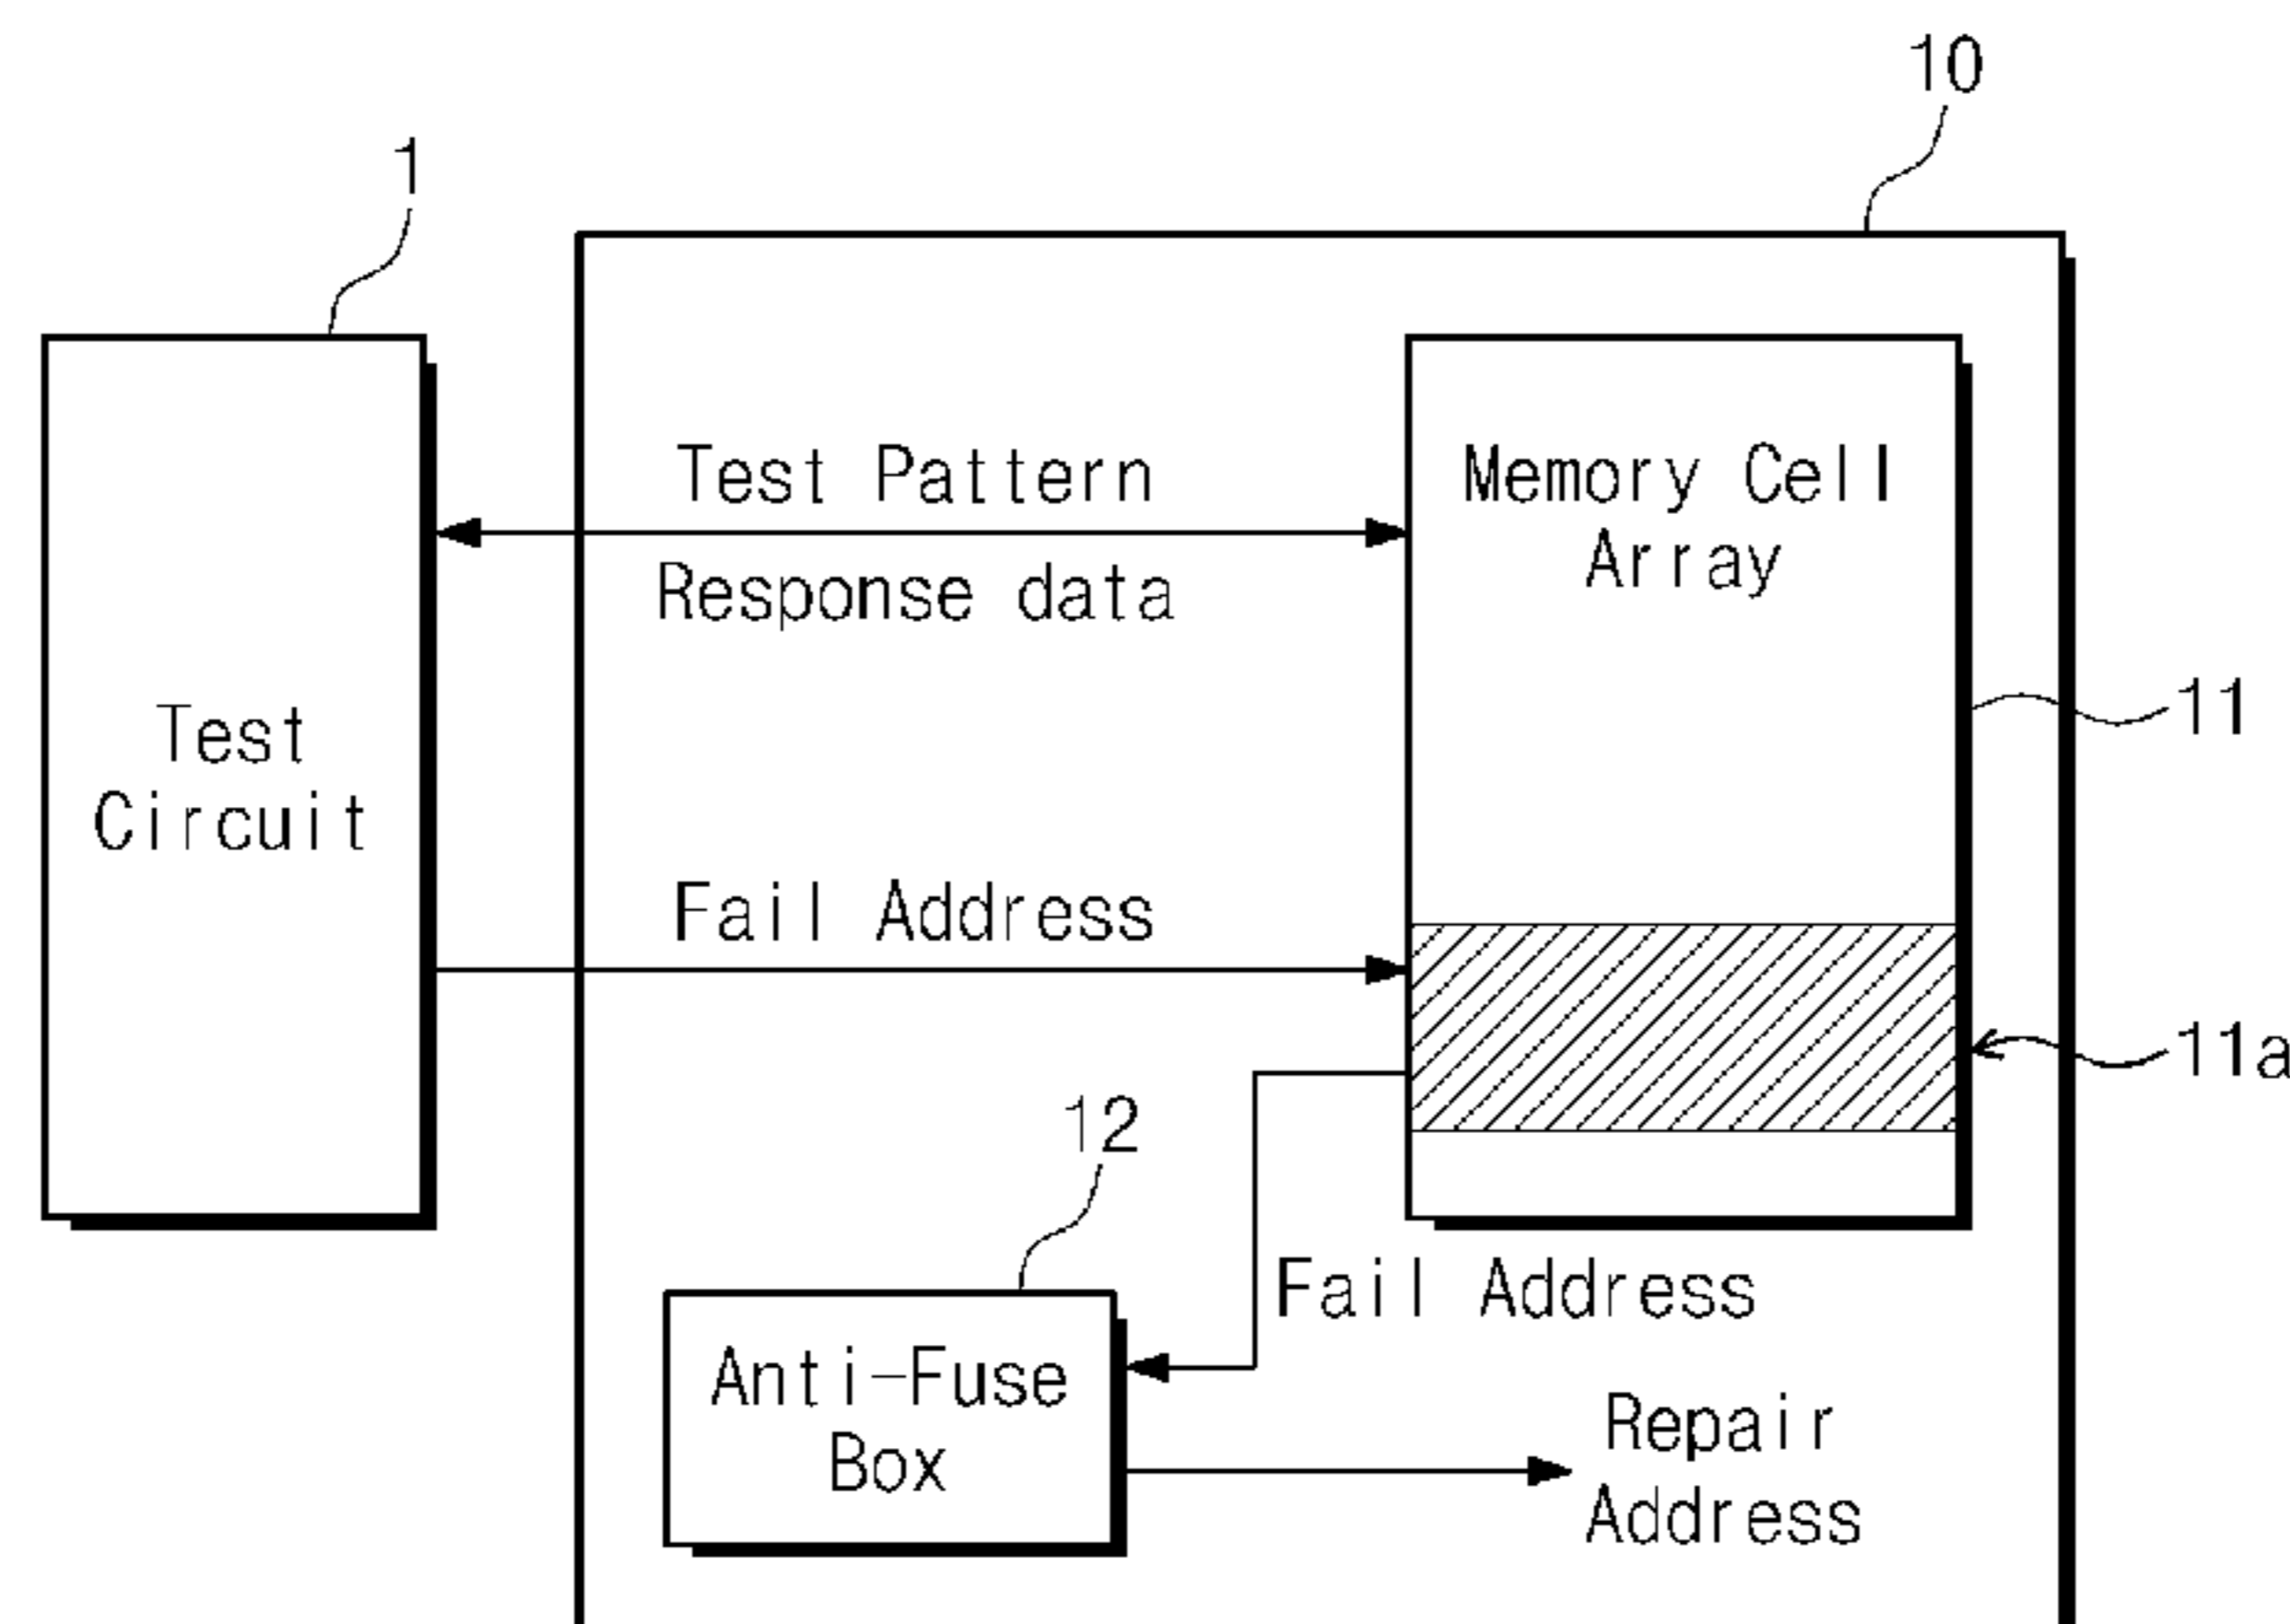 10
1
Test Pattern
Response data
Memory Cell
Array
11
Test
Circuit
Fail Address
11a
12
Fail Address
Anti-Fuse
Box
Repair
Address